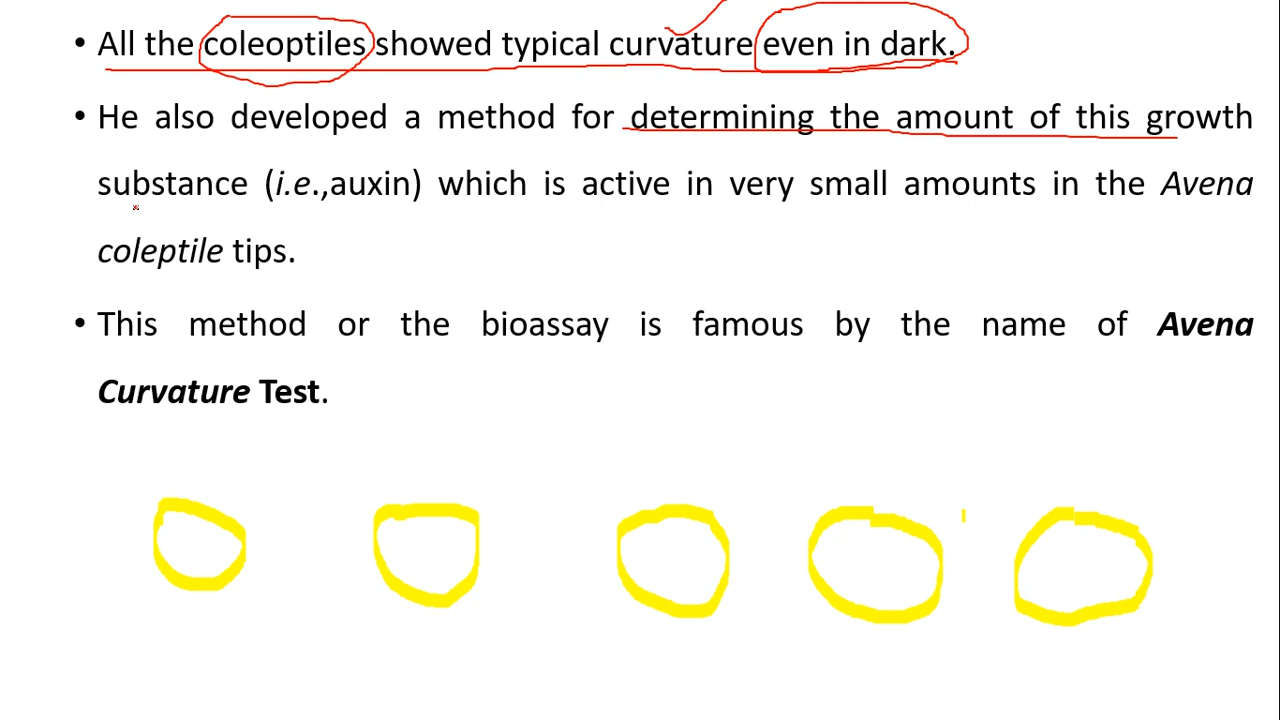 • All the coleoptiles showed typical curvature even in dark.
• He also developed a method for determining the amount of this growth
substance (i.e.,auxin) which is active in very small amounts in the Avena
coleptile tips.
• This method or the bioassay is famous by the name of Avena
Curvature Test.